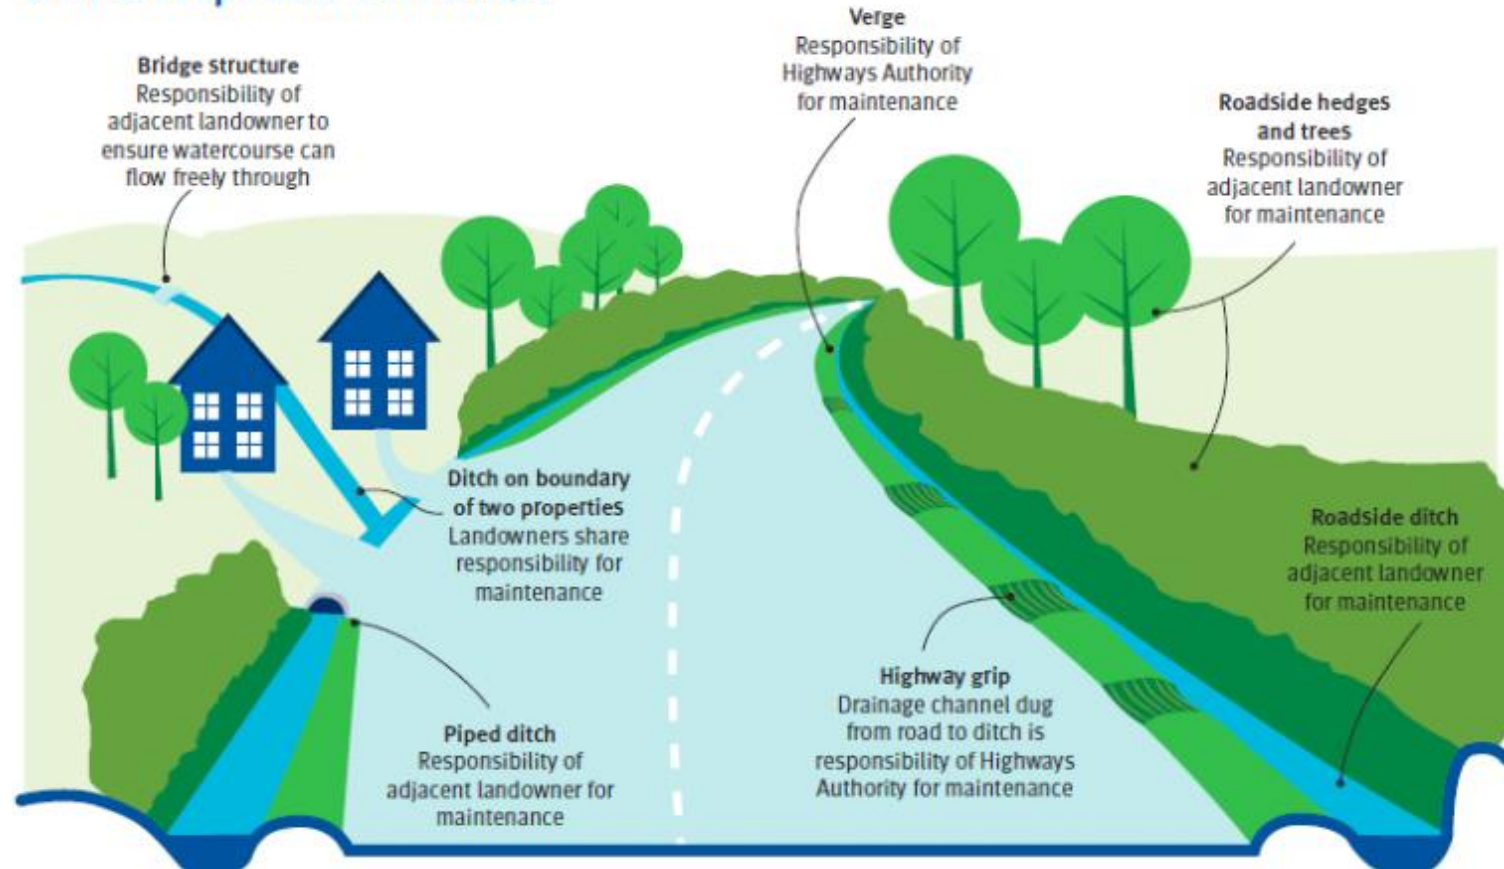 Bridge structure
Responsibility of
adjacent landowner to
ensure watercourse can
flow freely through
Verge
Responsibility of
Highways Authority
for maintenance
Roadside hedges
and trees
Responsibility of
adjacent landowner
for maintenance
Ditch on boundary
of two properties
Landowners share
responsibility for
maintenance
Roadside ditch
Responsibility of
adjacent landowner
for maintenance
Piped ditch
Responsibility of
adjacent landowner for
maintenance
Highway grip
Drainage channel dug
from road to ditch is
responsibility of Highways
Authority for maintenance